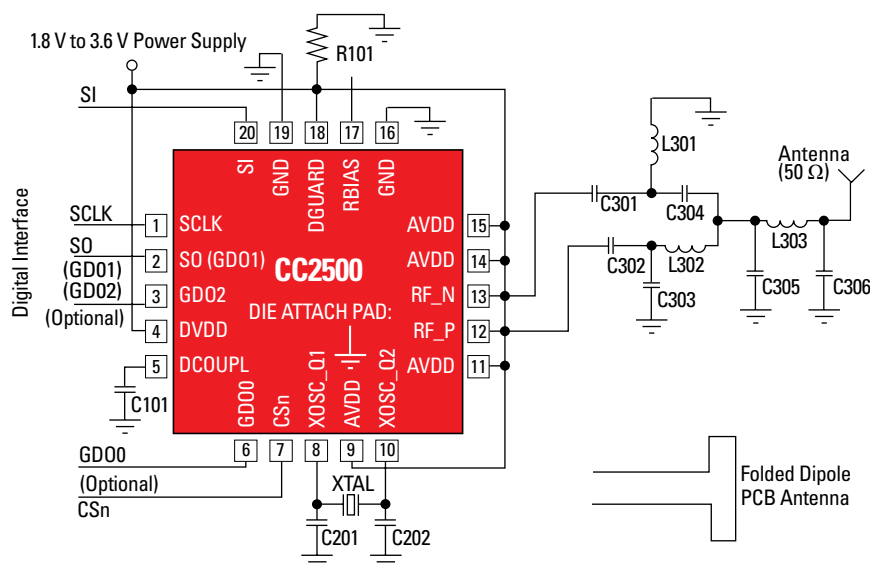 1.8 V to 3.6 V Power Supply
R101
SI
20
19
18
17
16
SI
GND
DGUARD
RBIAS
GND
L301
Antenna
(50 Ω)
C301
C304
L303
C302
L302
C303
C305
C306
Digital Interface
SCLK
1
SCLK
SO
(GD01)
2
SO (GDO1)
(GD02)
3
GDO2
(Optional)
4
DVDD
5
DCOUPL
C101
CC2500
DIE ATTACH PAD:
AVDD
15
AVDD
14
RF_N
13
RF_P
12
AVDD
11
GDO0
CSn
XOSC_Q1
AVDD
XOSC_Q2
6
7
8
9
10
GDO0
(Optional)
CSn
XTAL
C201
C202
Folded Dipole
PCB Antenna